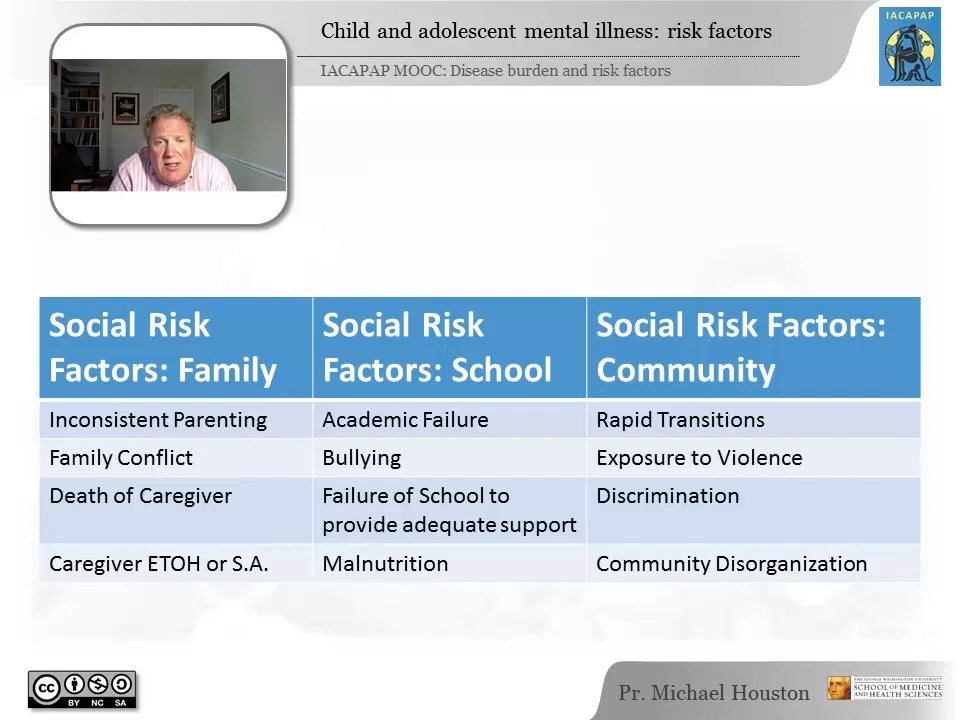 Child and adolescent mental illness: risk factors
IACAPAP MOOC: Disease burden and risk factors
IACAPAP
Social Risk
Factors: Family
Social Risk
Factors: School
Social Risk Factors:
Community
Inconsistent Parenting
Academic Failure
Rapid Transitions
Family Conflict
Bullying
Exposure to Violence
Death of Caregiver
Failure of School to
provide adequate support
Discrimination
Caregiver ETOH or S.A.
Malnutrition
Community Disorganization
cc
BY NC SA
Pr. Michael Houston
THE GEORGE WASHINGTON UNIVERSITY
SCHOOL OF MEDICINE
AND HEALTH SCIENCES